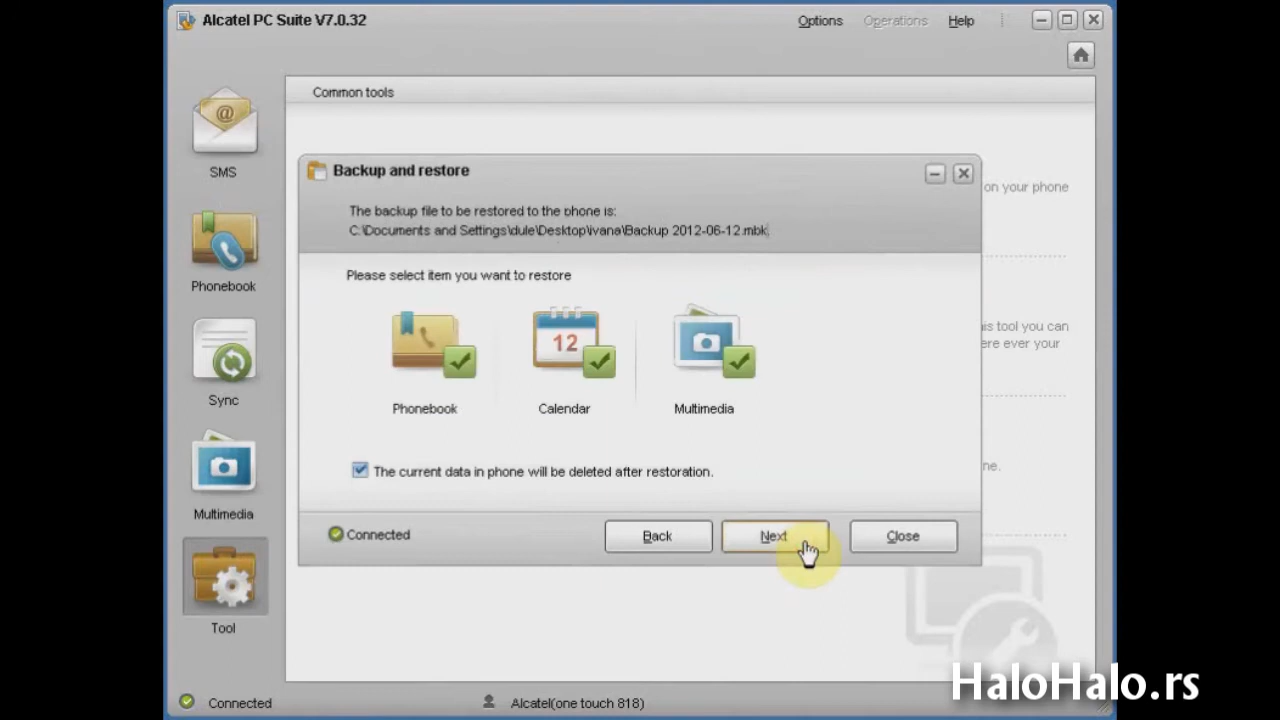 Alcatel PC Suite V7.0.32
Options Operations Help
Common tools
SMS
Phonebook
Sync
Multimedia
Tool
on your phone
this tool you can
ere ever your
ne.
Backup and restore
The backup file to be restored to the phone is:
C:\Documents and Settings\dule\Desktop\ivana\Backup 2012-06-12.mbk.
Please select item you want to restore
12
Phonebook Calendar Multimedia
The current data in phone will be deleted after restoration.
Connected Back Next Close
Connected Alcatel(one touch 818)
HaloHalo.rs